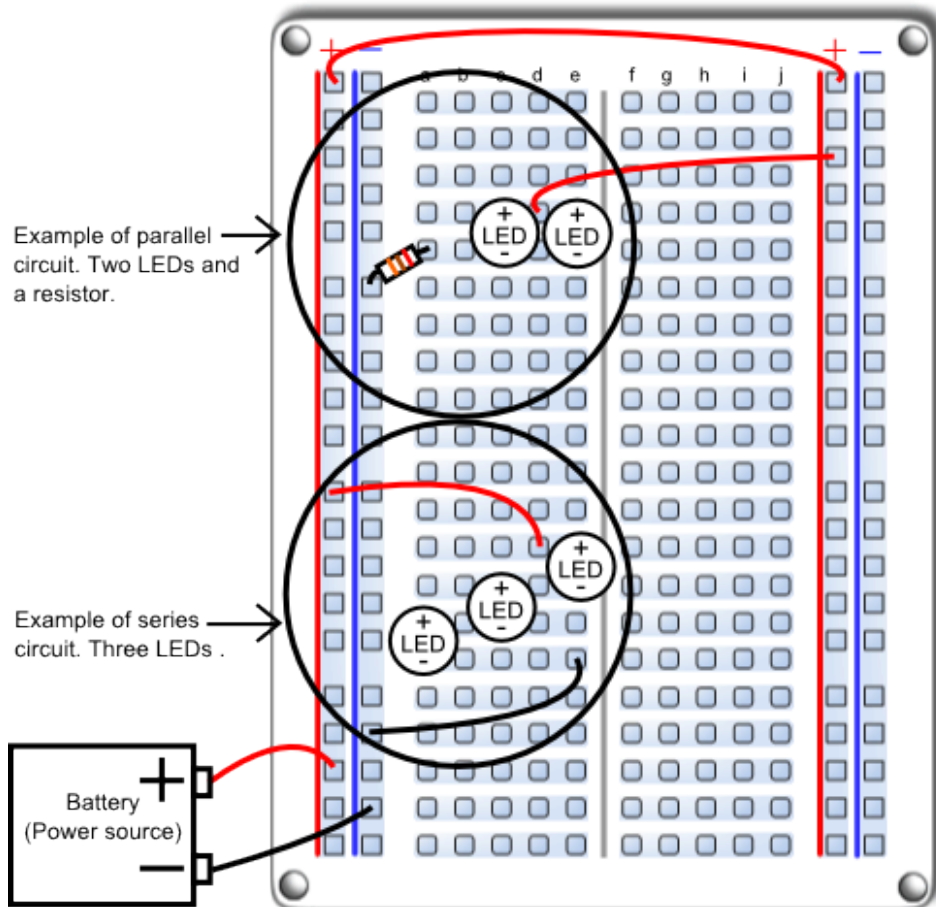 + − + −
a b c d e f g h i j
Example of parallel
circuit. Two LEDs and
a resistor.
+ +
LED LED
- -
Example of series
circuit. Three LEDs .
+
LED
-
+
LED
-
+
LED
-
+
Battery
(Power source)
−